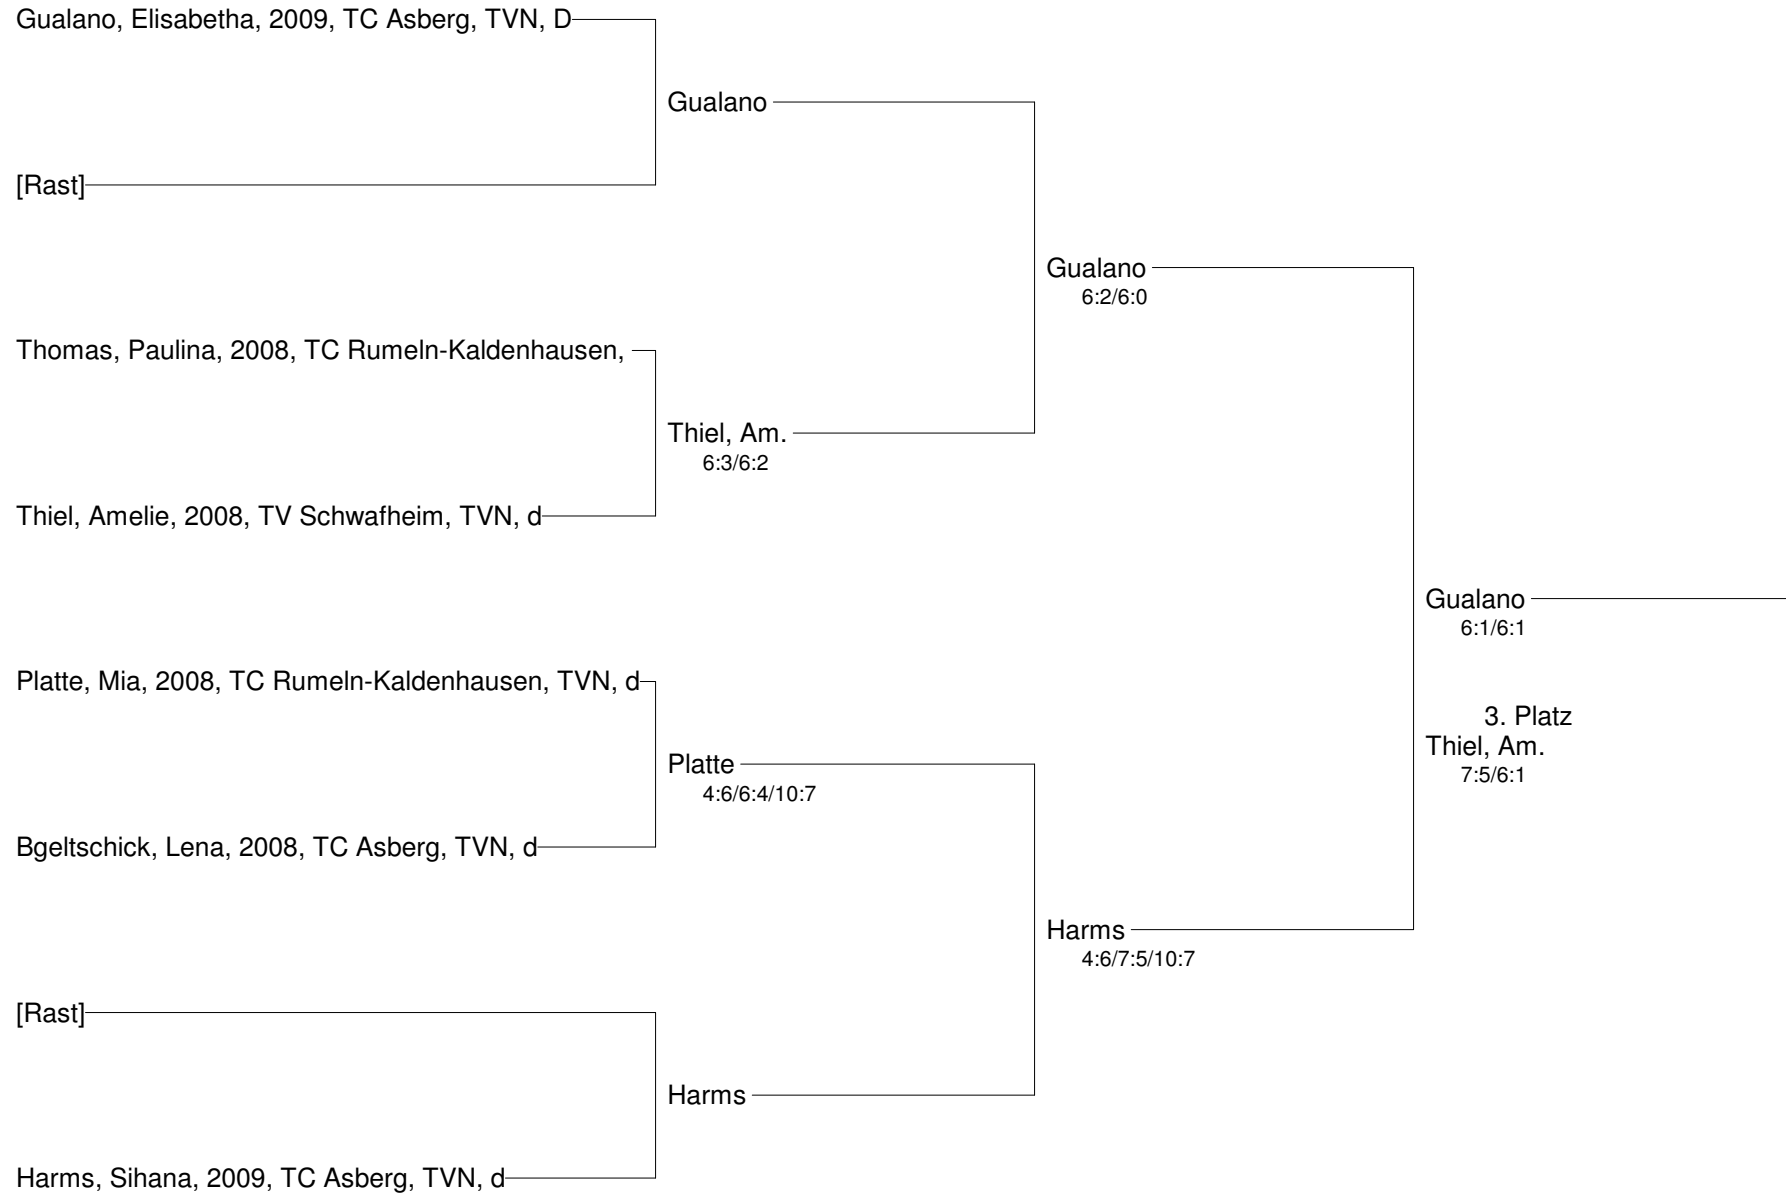 Gualano, Elisabetha, 2009, TC Asberg, TVN, D
Gualano
[Rast]
Gualano
6:2/6:0
Thomas, Paulina, 2008, TC Rumeln-Kaldenhausen,
Thiel, Am.
6:3/6:2
Thiel, Amelie, 2008, TV Schwafheim, TVN, d
Gualano
6:1/6:1
Platte, Mia, 2008, TC Rumeln-Kaldenhausen, TVN, d
3. Platz
Thiel, Am.
7:5/6:1
Platte
4:6/6:4/10:7
Bgeltschick, Lena, 2008, TC Asberg, TVN, d
Harms
4:6/7:5/10:7
[Rast]
Harms
Harms, Sihana, 2009, TC Asberg, TVN, d